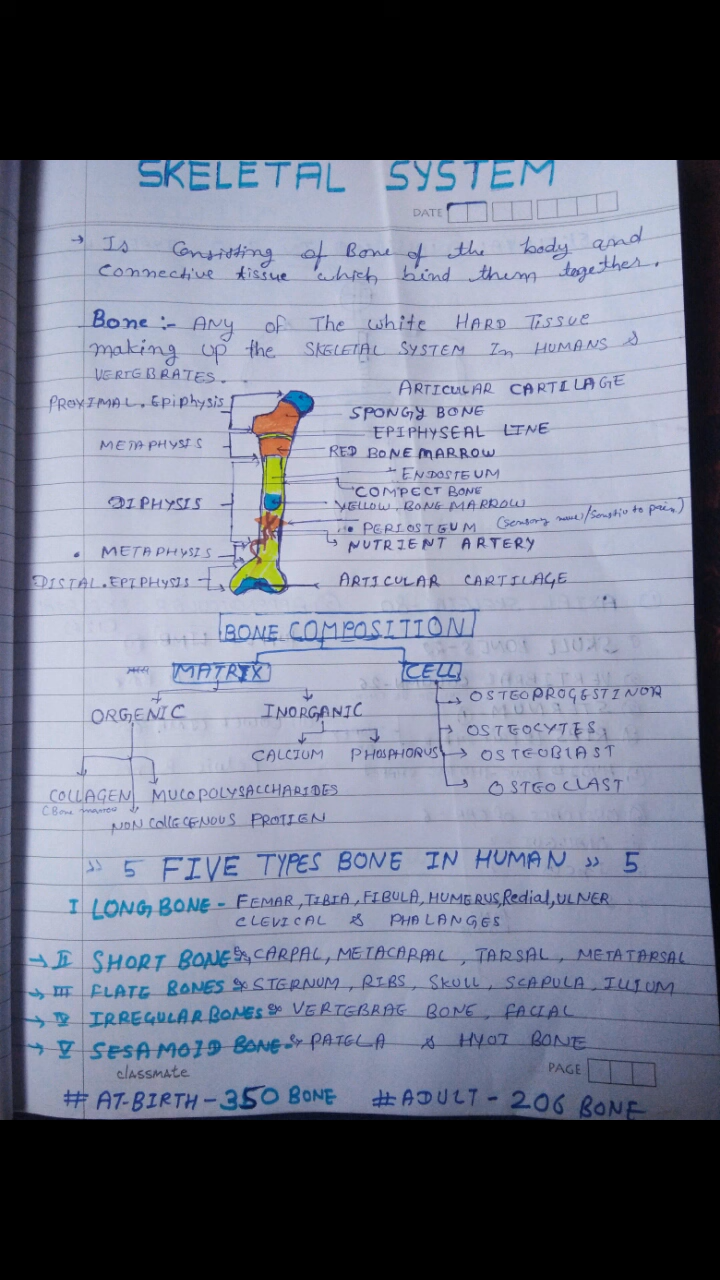 SKELETAL SYSTEM
DATE
→ Is Consisting of Bone of the body and
Connective tissue which bind them together.
Bone :- ANY of THe white HARD TISSUE
making up the SKELETAL SYSTEM In HUMANS &
VERTEBRATES.
ARTICULAR CARTILAGE
PROXIMAL.Epiphysis
SPONGY BONE
EPIPHYSEAL LINE
METAPHYSIS
RED BONE MARROW
ENDOSTEUM
COMPECT BONE
DIPHYSIS
YELLOW.BONE MARROW
• PERIOSTEUM
• METAPHYSIS
NUTRIENT ARTERY
DISTAL.EPIPHYSIS
ARTICULAR CARTILAGE
BONE COMPOSITION
MATRIX CELL
OSTEOPROGESTINOR
ORGENIC INORGANIC
OSTEOCYTES
CALCIUM PHOSPHORUS
OSTEOBLAST
OSTEOCLAST
COLLAGEN MUCOPOLYSACCHARIDES
NON COllECENOUS PROTIEN
" 5 FIVE TYPES BONE IN HUMAN " 5
I LONG BONE - FEMAR, TIBIA, FIBULA, HUMERUS, Redial, ULNER
CLEVICAL & PHALANGES
→ II SHORT BONE CARPAL, METACARPAL, TARSAL, METATARSAL
→ III FLATE BONES STERNUM, RIBS, SKULL, SCAPULA, ILLIUM
→ IV IRREGULAR BONES VERTEBRAE BONE, FACIAL
→ V SESAMOID BONE PATELA & HYOI BONE
classmate
PAGE
# AT-BIRTH - 350 BONE # ADULT - 206 BONE